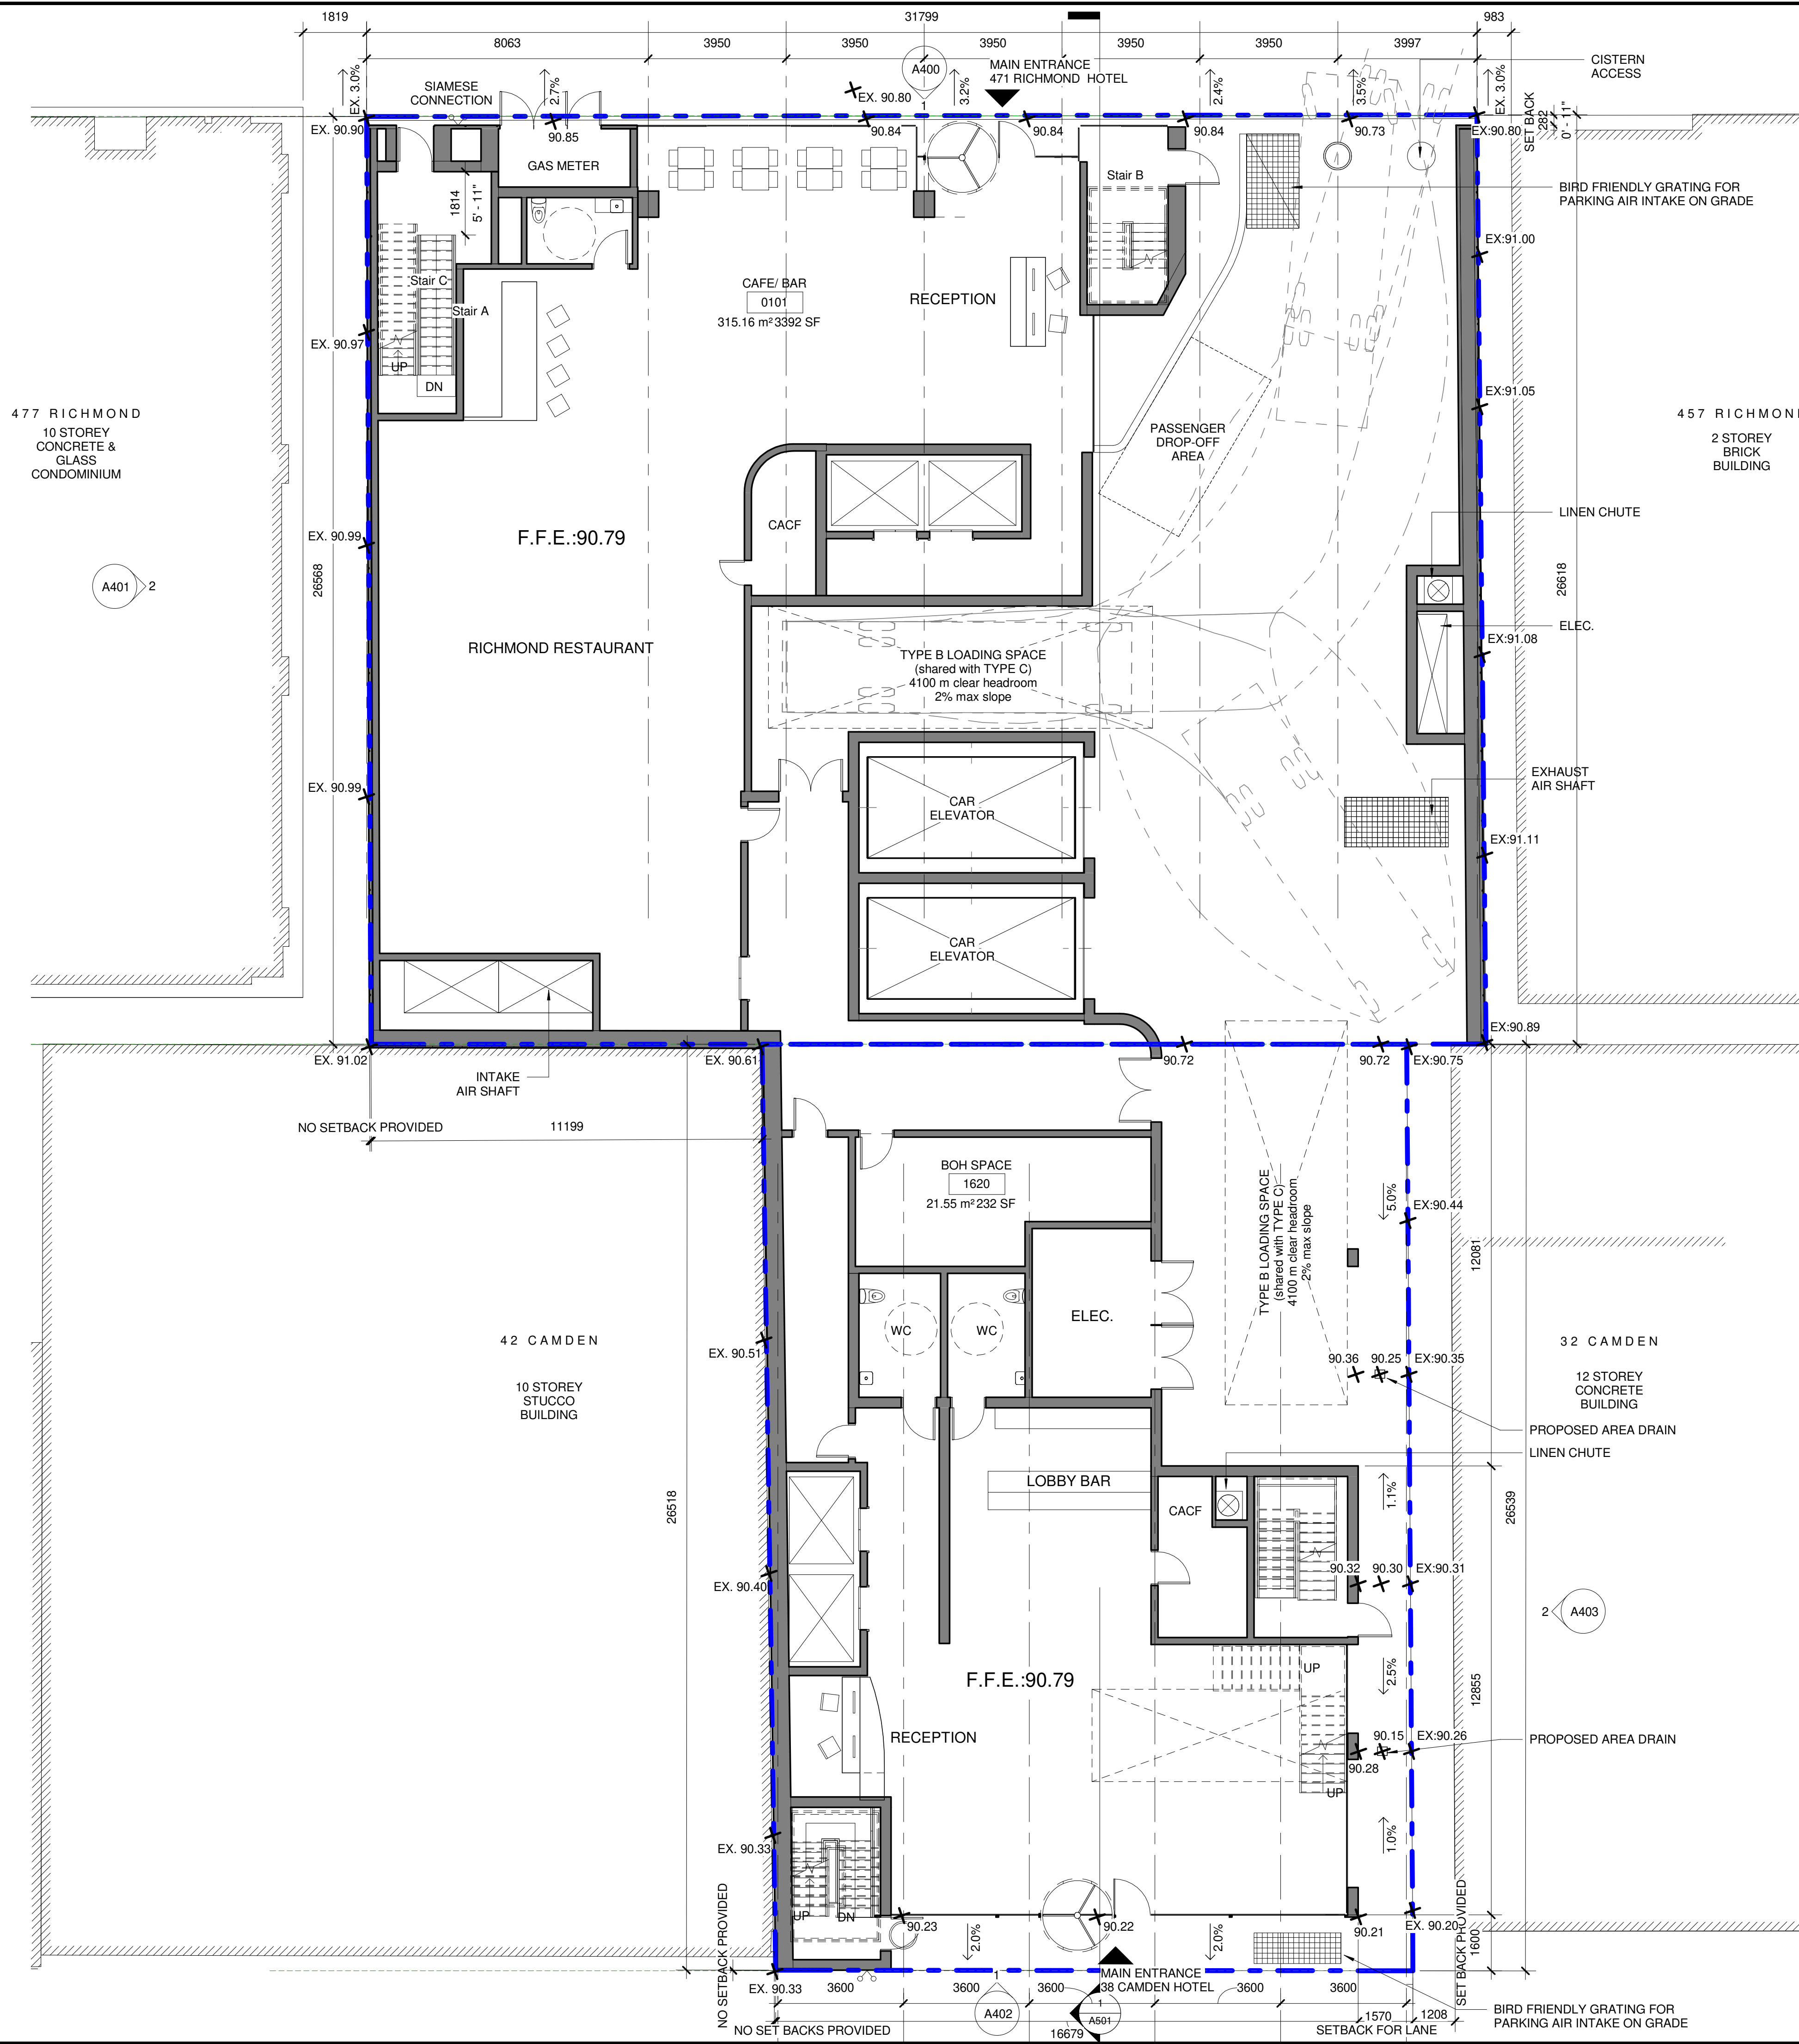 1819
31799
983
8063
3950
3950
3950
3950
3950
3997
CISTERN
ACCESS
A400
1
MAIN ENTRANCE
471 RICHMOND HOTEL
EX. 3.0%
SIAMESE
CONNECTION
2.7%
EX. 90.80
3.2%
2.4%
3.5%
EX. 3.0%
SET BACK
282
0' - 11"
EX. 90.90
90.85
90.84
90.84
90.84
90.73
EX:90.80
GAS METER
Stair B
1814
5' - 11"
BIRD FRIENDLY GRATING FOR
PARKING AIR INTAKE ON GRADE
EX:91.00
Stair C
Stair A
CAFE/ BAR
0101
315.16 m² 3392 SF
RECEPTION
EX. 90.97
UP
DN
EX:91.05
477 RICHMOND
10 STOREY
CONCRETE &
GLASS
CONDOMINIUM
457 RICHMOND
2 STOREY
BRICK
BUILDING
PASSENGER
DROP-OFF
AREA
CACF
LINEN CHUTE
EX. 90.99
F.F.E.:90.79
A401
2
26568
26618
ELEC.
EX:91.08
RICHMOND RESTAURANT
TYPE B LOADING SPACE
(shared with TYPE C)
4100 m clear headroom
2% max slope
EXHAUST
AIR SHAFT
EX. 90.99
CAR
ELEVATOR
EX:91.11
CAR
ELEVATOR
EX:90.89
EX. 91.02
EX. 90.61
90.72
90.72
EX:90.75
INTAKE
AIR SHAFT
NO SETBACK PROVIDED
11199
BOH SPACE
1620
21.55 m² 232 SF
TYPE B LOADING SPACE
(shared with TYPE C)
4100 m clear headroom
2% max slope
5.0%
EX:90.44
12081
42 CAMDEN
10 STOREY
STUCCO
BUILDING
EX. 90.51
WC
WC
ELEC.
90.36
90.25
EX:90.35
32 CAMDEN
12 STOREY
CONCRETE
BUILDING
PROPOSED AREA DRAIN
LINEN CHUTE
LOBBY BAR
CACF
1.1%
26518
26539
EX. 90.40
90.32
90.30
EX:90.31
2
A403
F.F.E.:90.79
UP
2.5%
12855
RECEPTION
90.15
EX:90.26
PROPOSED AREA DRAIN
90.28
UP
1.0%
EX. 90.33
UP
DN
90.23
90.22
90.21
EX. 90.20
2.0%
2.0%
1600
NO SETBACK PROVIDED
SET BACK PROVIDED
EX. 90.33
3600
3600
3600
3600
3600
1
A402
MAIN ENTRANCE
38 CAMDEN HOTEL
1
A501
1570
1208
BIRD FRIENDLY GRATING FOR
PARKING AIR INTAKE ON GRADE
NO SET BACKS PROVIDED
16679
SETBACK FOR LANE